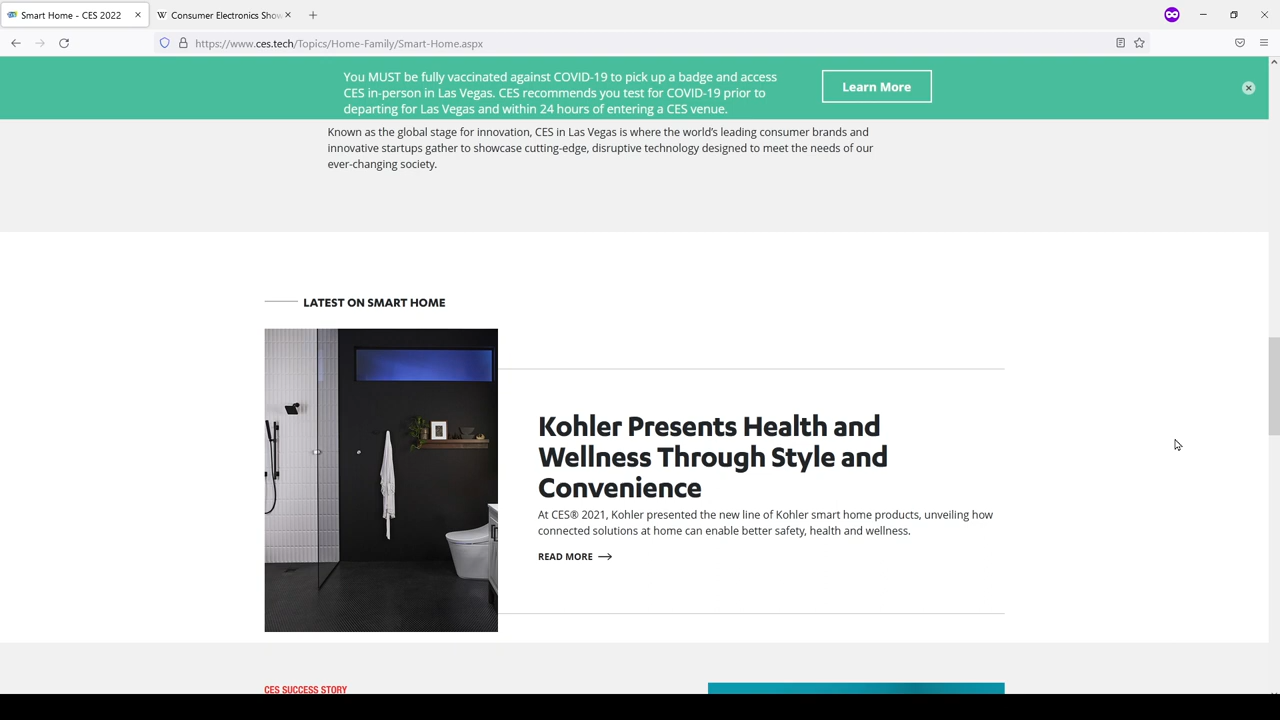 Smart Home - CES 2022
Consumer Electronics Show
https://www.ces.tech/Topics/Home-Family/Smart-Home.aspx
You MUST be fully vaccinated against COVID-19 to pick up a badge and access
CES in-person in Las Vegas. CES recommends you test for COVID-19 prior to
departing for Las Vegas and within 24 hours of entering a CES venue.
Learn More
Known as the global stage for innovation, CES in Las Vegas is where the world's leading consumer brands and
innovative startups gather to showcase cutting-edge, disruptive technology designed to meet the needs of our
ever-changing society.
LATEST ON SMART HOME
Kohler Presents Health and
Wellness Through Style and
Convenience
At CES® 2021, Kohler presented the new line of Kohler smart home products, unveiling how
connected solutions at home can enable better safety, health and wellness.
READ MORE
CES SUCCESS STORY